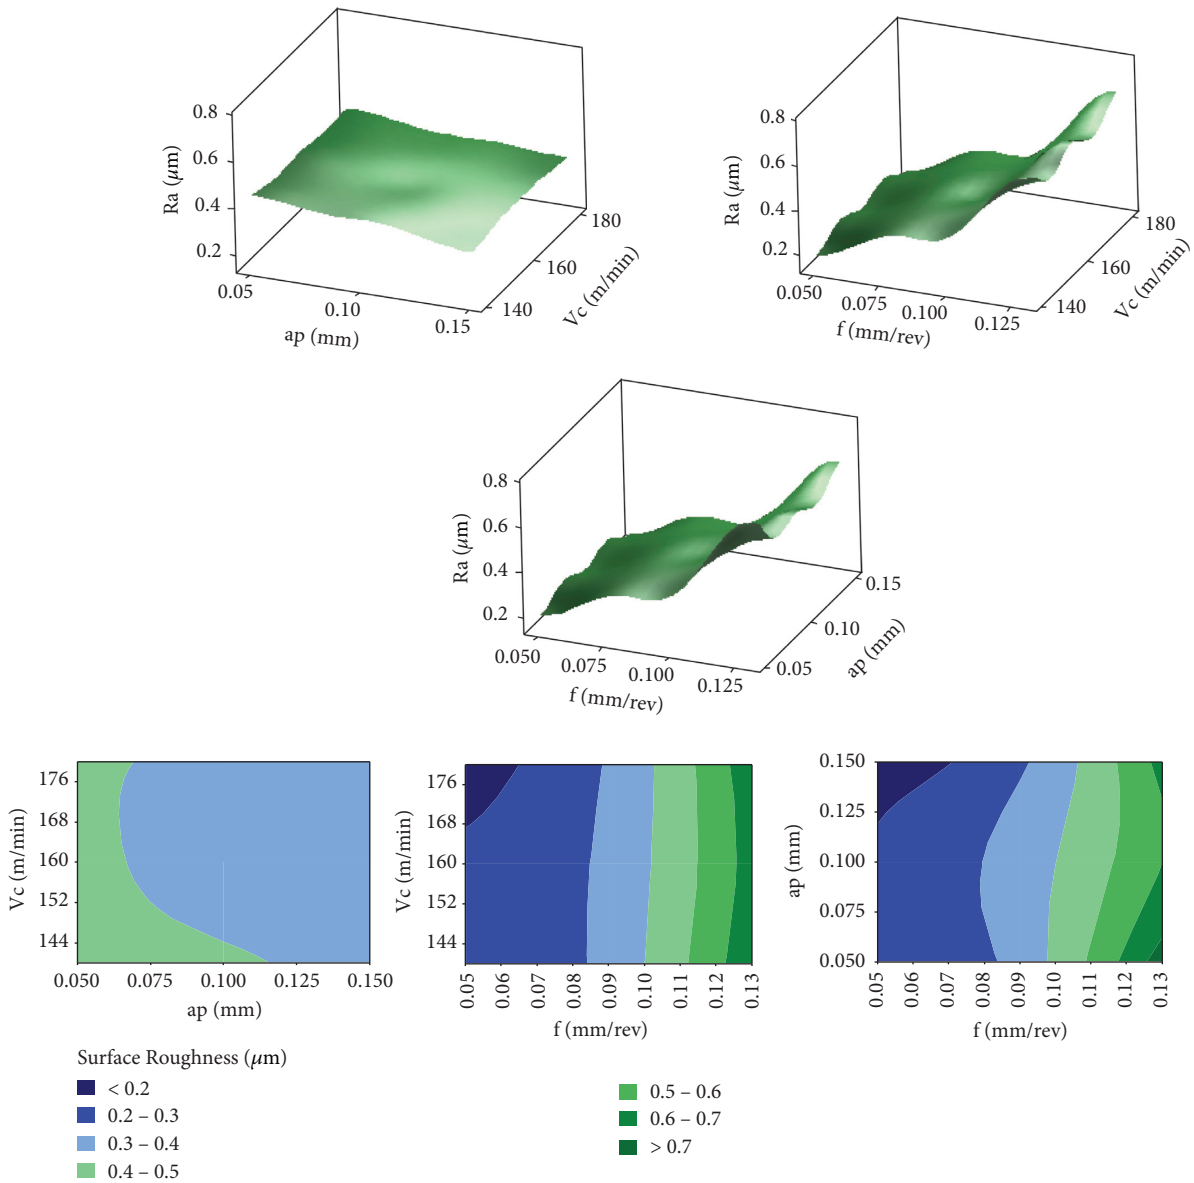 0.8
0.6
0.4
0.2
Ra (μm)
0.05
0.10
0.15
ap (mm)
140
160
180
Vc (m/min)
0.8
0.6
0.4
0.2
Ra (μm)
0.050
0.075
0.100
0.125
f (mm/rev)
140
160
180
Vc (m/min)
0.8
0.6
0.4
0.2
Ra (μm)
0.050
0.075
0.100
0.125
f (mm/rev)
0.05
0.10
0.15
ap (mm)
176
168
160
152
144
Vc (m/min)
0.050 0.075 0.100 0.125 0.150
ap (mm)
176
168
160
152
144
Vc (m/min)
0.05 0.06 0.07 0.08 0.09 0.10 0.11 0.12 0.13
f (mm/rev)
0.150
0.125
0.100
0.075
0.050
ap (mm)
0.05 0.06 0.07 0.08 0.09 0.10 0.11 0.12 0.13
f (mm/rev)
Surface Roughness (μm)
< 0.2
0.2 – 0.3
0.3 – 0.4
0.4 – 0.5
0.5 – 0.6
0.6 – 0.7
> 0.7